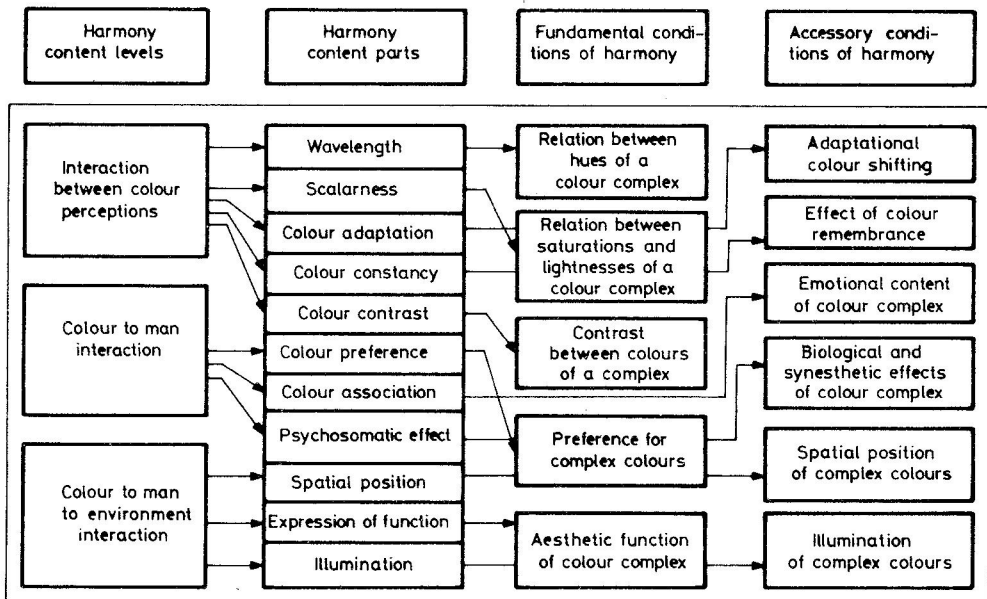 Harmony
content levels
Harmony
content parts
Fundamental condi-
tions of harmony
Accessory condi-
tions of harmony
Interaction
between colour
perceptions
Colour to man
interaction
Colour to man
to environment
interaction
Wavelength
Scalarness
Colour adaptation
Colour constancy
Colour contrast
Colour preference
Colour association
Psychosomatic effect
Spatial position
Expression of function
Illumination
Relation between
hues of a
colour complex
Relation between
saturations and
lightnesses of a
colour complex
Contrast
between colours
of a complex
Preference for
complex colours
Aesthetic function
of colour complex
Adaptational
colour shifting
Effect of colour
remembrance
Emotional content
of colour complex
Biological and
synesthetic effects
of colour complex
Spatial position
of complex colours
Illumination
of complex colours